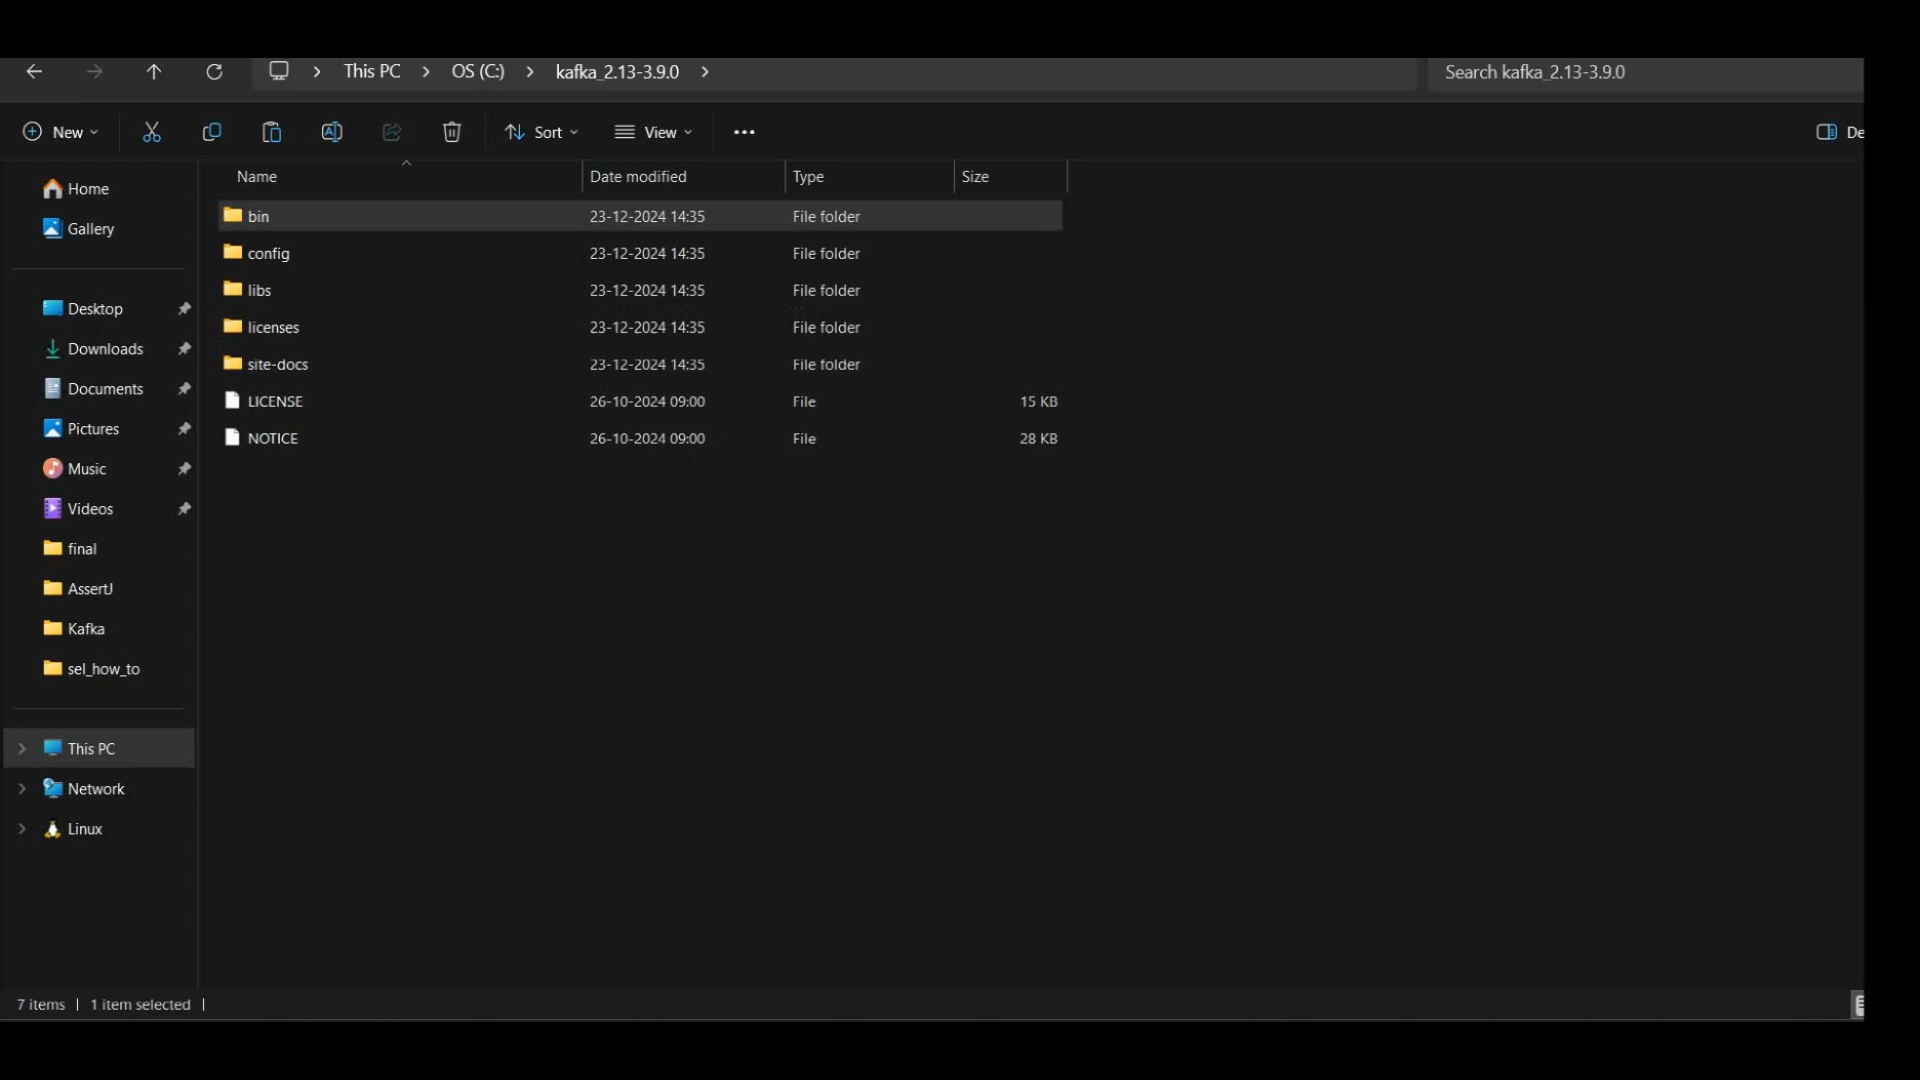 This PC > OS (C:) > kafka_2.13-3.9.0 >
Search kafka_2.13-3.9.0
New
Sort
View
De
Name
Date modified
Type
Size
bin 23-12-2024 14:35 File folder
config 23-12-2024 14:35 File folder
libs 23-12-2024 14:35 File folder
licenses 23-12-2024 14:35 File folder
site-docs 23-12-2024 14:35 File folder
LICENSE 26-10-2024 09:00 File 15 KB
NOTICE 26-10-2024 09:00 File 28 KB
Home
Gallery
Desktop
Downloads
Documents
Pictures
Music
Videos
final
AssertJ
Kafka
sel_how_to
This PC
Network
Linux
7 items | 1 item selected |